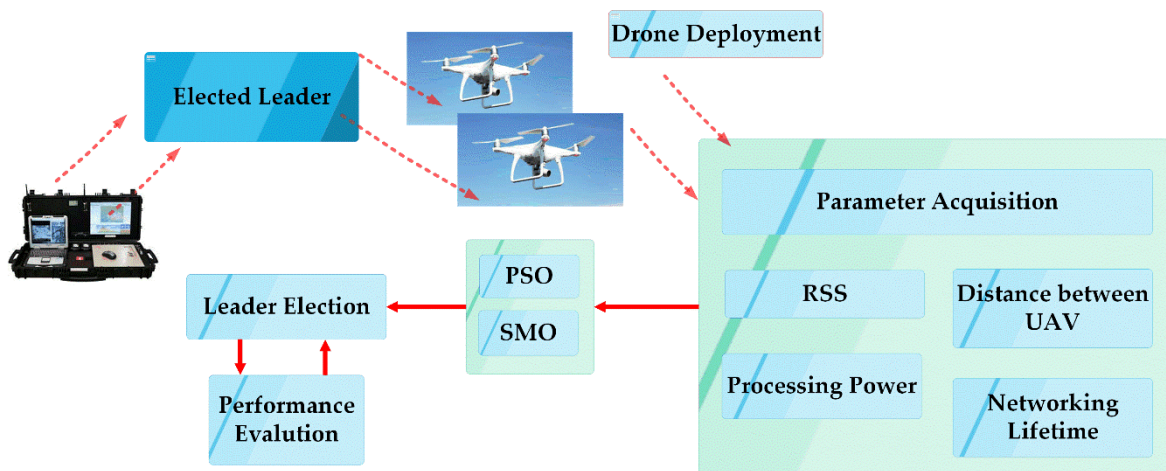 Drone Deployment
Elected Leader
Parameter Acquisition
PSO
RSS
Distance between
UAV
Leader Election
SMO
Processing Power
Performance
Evalution
Networking
Lifetime